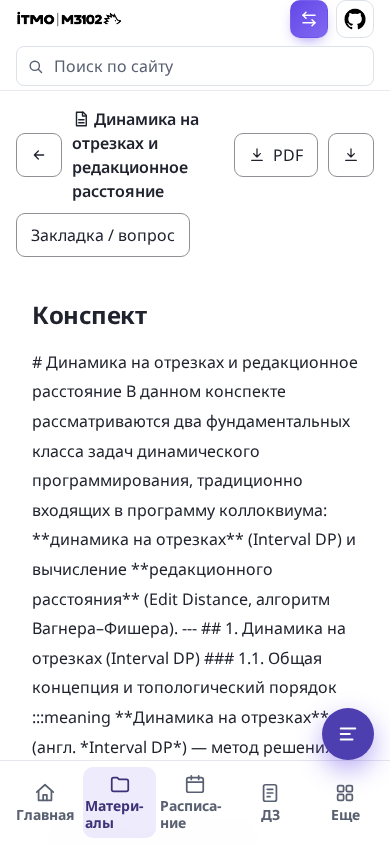 ITMO | M3102
Поиск по сайту
Динамика на
отрезках и
редакционное
расстояние
PDF
Закладка / вопрос
Конспект
# Динамика на отрезках и редакционное
расстояние В данном конспекте
рассматриваются два фундаментальных
класса задач динамического
программирования, традиционно
входящих в программу коллоквиума:
**динамика на отрезках** (Interval DP) и
вычисление **редакционного
расстояния** (Edit Distance, алгоритм
Вагнера–Фишера). --- ## 1. Динамика на
отрезках (Interval DP) ### 1.1. Общая
концепция и топологический порядок
:::meaning **Динамика на отрезках**
(англ. *Interval DP*) — метод решения
Главная
Матери-
алы
Расписа-
ние
ДЗ
Еще